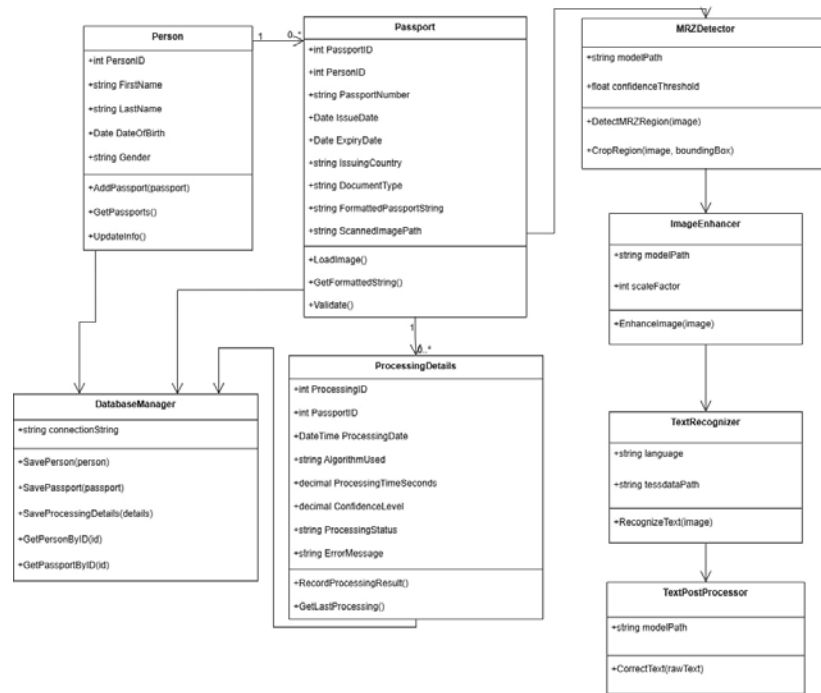 Person
+int PersonID
+string FirstName
+string LastName
+Date DateOfBirth
+string Gender
+AddPassport(passport)
+GetPassports()
+UpdateInfo()
1
0..*
Passport
+int PassportID
+int PersonID
+string PassportNumber
+Date IssueDate
+Date ExpiryDate
+string IssuingCountry
+string DocumentType
+string FormattedPassportString
+string ScannedImagePath
+LoadImage()
+GetFormattedString()
+Validate()
1
0..*
MRZDetector
+string modelPath
+float confidenceThreshold
+DetectMRZRegion(image)
+CropRegion(image, boundingBox)
ImageEnhancer
+string modelPath
+int scaleFactor
+EnhanceImage(image)
DatabaseManager
+string connectionString
+SavePerson(person)
+SavePassport(passport)
+SaveProcessingDetails(details)
+GetPersonByID(id)
+GetPassportByID(id)
ProcessingDetails
+int ProcessingID
+int PassportID
+DateTime ProcessingDate
+string AlgorithmUsed
+decimal ProcessingTimeSeconds
+decimal ConfidenceLevel
+string ProcessingStatus
+string ErrorMessage
+RecordProcessingResult()
+GetLastProcessing()
TextRecognizer
+string language
+string tessdataPath
+RecognizeText(image)
TextPostProcessor
+string modelPath
+CorrectText(rawText)